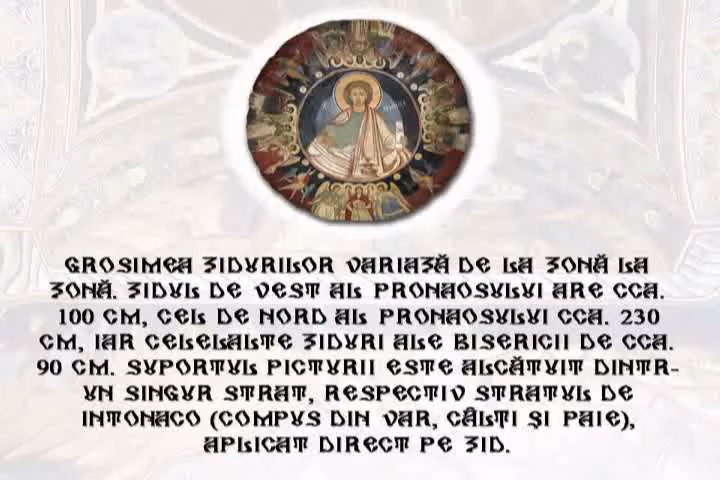 GROSIMEA ZIDURILOR VARIAZĂ DE LA ZONĂ LA
ZONĂ. ZIDUL DE VEST AL PRONAOSULUI ARE CCA.
100 CM, CEL DE NORD AL PRONAOSULUI CCA. 230
CM, IAR CELELALTE ZIDURI ALE BISERICII DE CCA.
90 CM. SUPORTUL PICTURII ESTE ALCĂTUIT DINTR-
UN SINGUR STRAT, RESPECTIV STRATUL DE
INTONACO (COMPUS DIN VAR, CÂLȚI ȘI PAIE),
APLICAT DIRECT PE ZID.